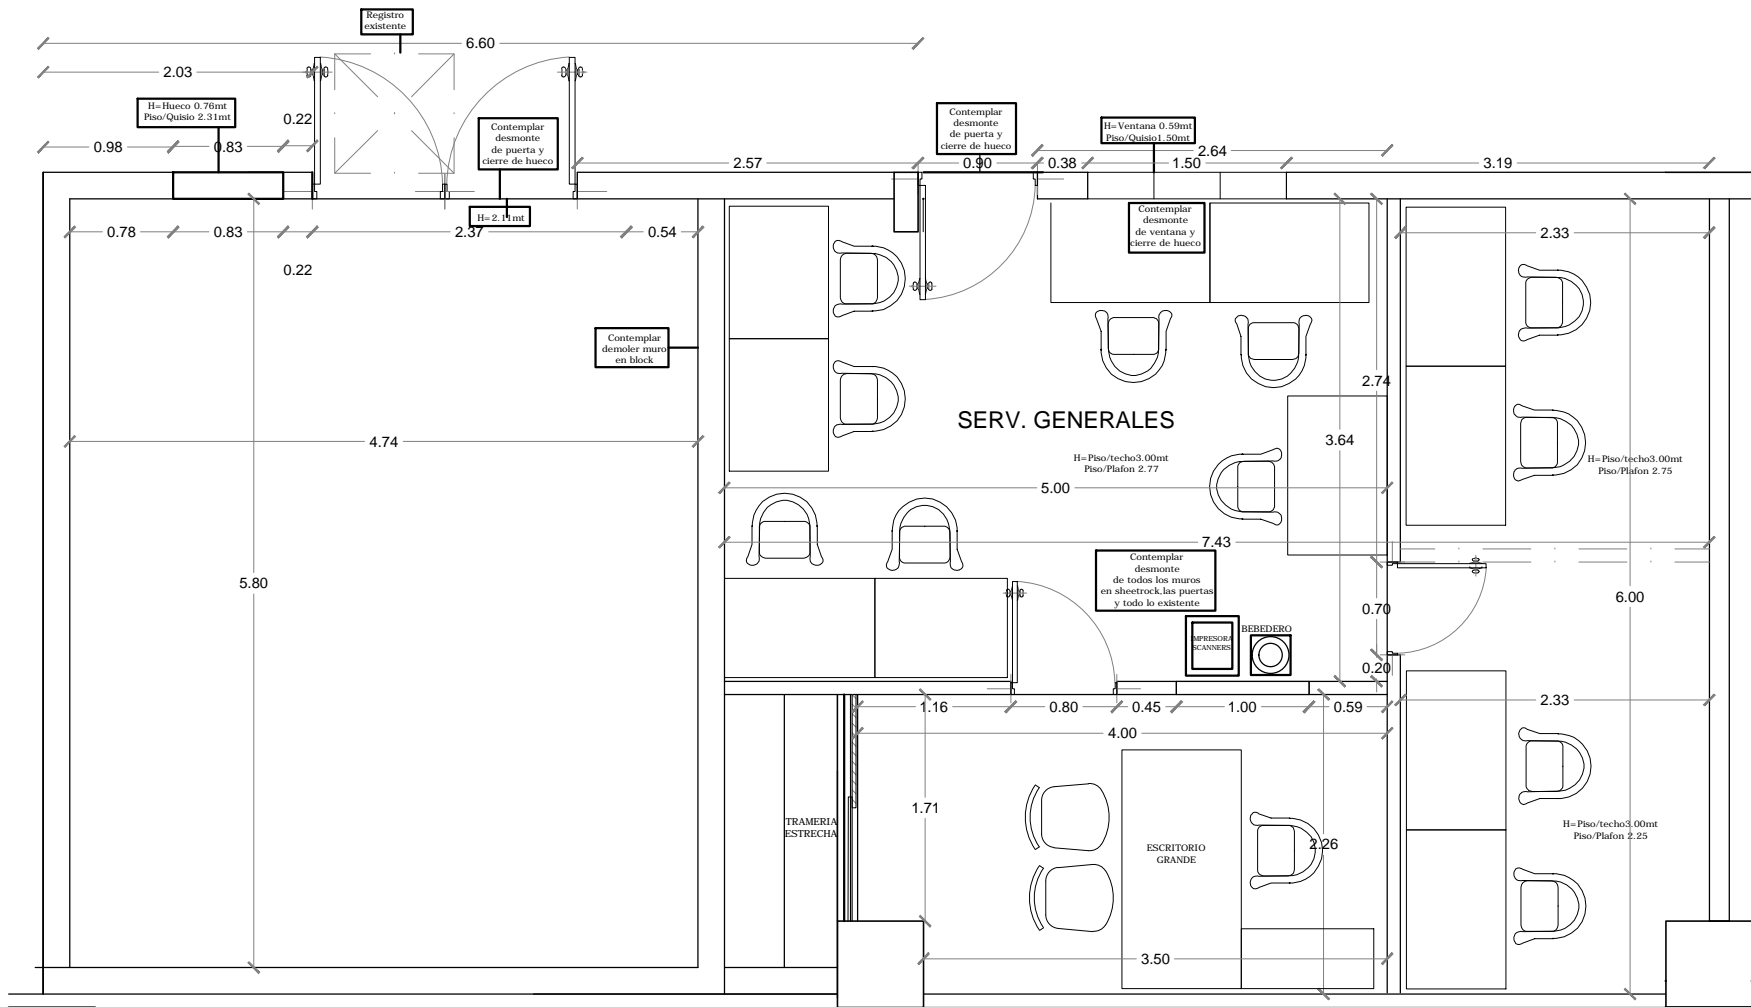 Registro
existente
6.60
2.03
H=Hueco 0.76mt
Piso/Quisio 2.31mt
0.22
Contemplar
desmonte
de puerta y
cierre de hueco
Contemplar
desmonte
de puerta y
cierre de hueco
H=Ventana 0.59mt
Piso/Quisio1.50mt
0.98
0.83
2.64
2.57
0.90
0.38
1.50
3.19
H=2.11mt
Contemplar
desmonte
de ventana y
cierre de hueco
0.78
0.83
2.37
0.54
2.33
0.22
Contemplar
demoler muro
en block
2.74
SERV. GENERALES
4.74
3.64
H=Piso/techo3.00mt
Piso/Plafon 2.77
H=Piso/techo3.00mt
Piso/Plafon 2.75
5.00
7.43
Contemplar
desmonte
de todos los muros
en sheetrock,las puertas
y todo lo existente
5.80
6.00
0.70
BEBEDERO
IMPRESORA
SCANNERS
0.20
1.16
0.80
0.45
1.00
0.59
2.33
4.00
1.71
TRAMERIA
ESTRECHA
H=Piso/techo3.00mt
Piso/Plafon 2.25
ESCRITORIO
GRANDE
2.26
3.50